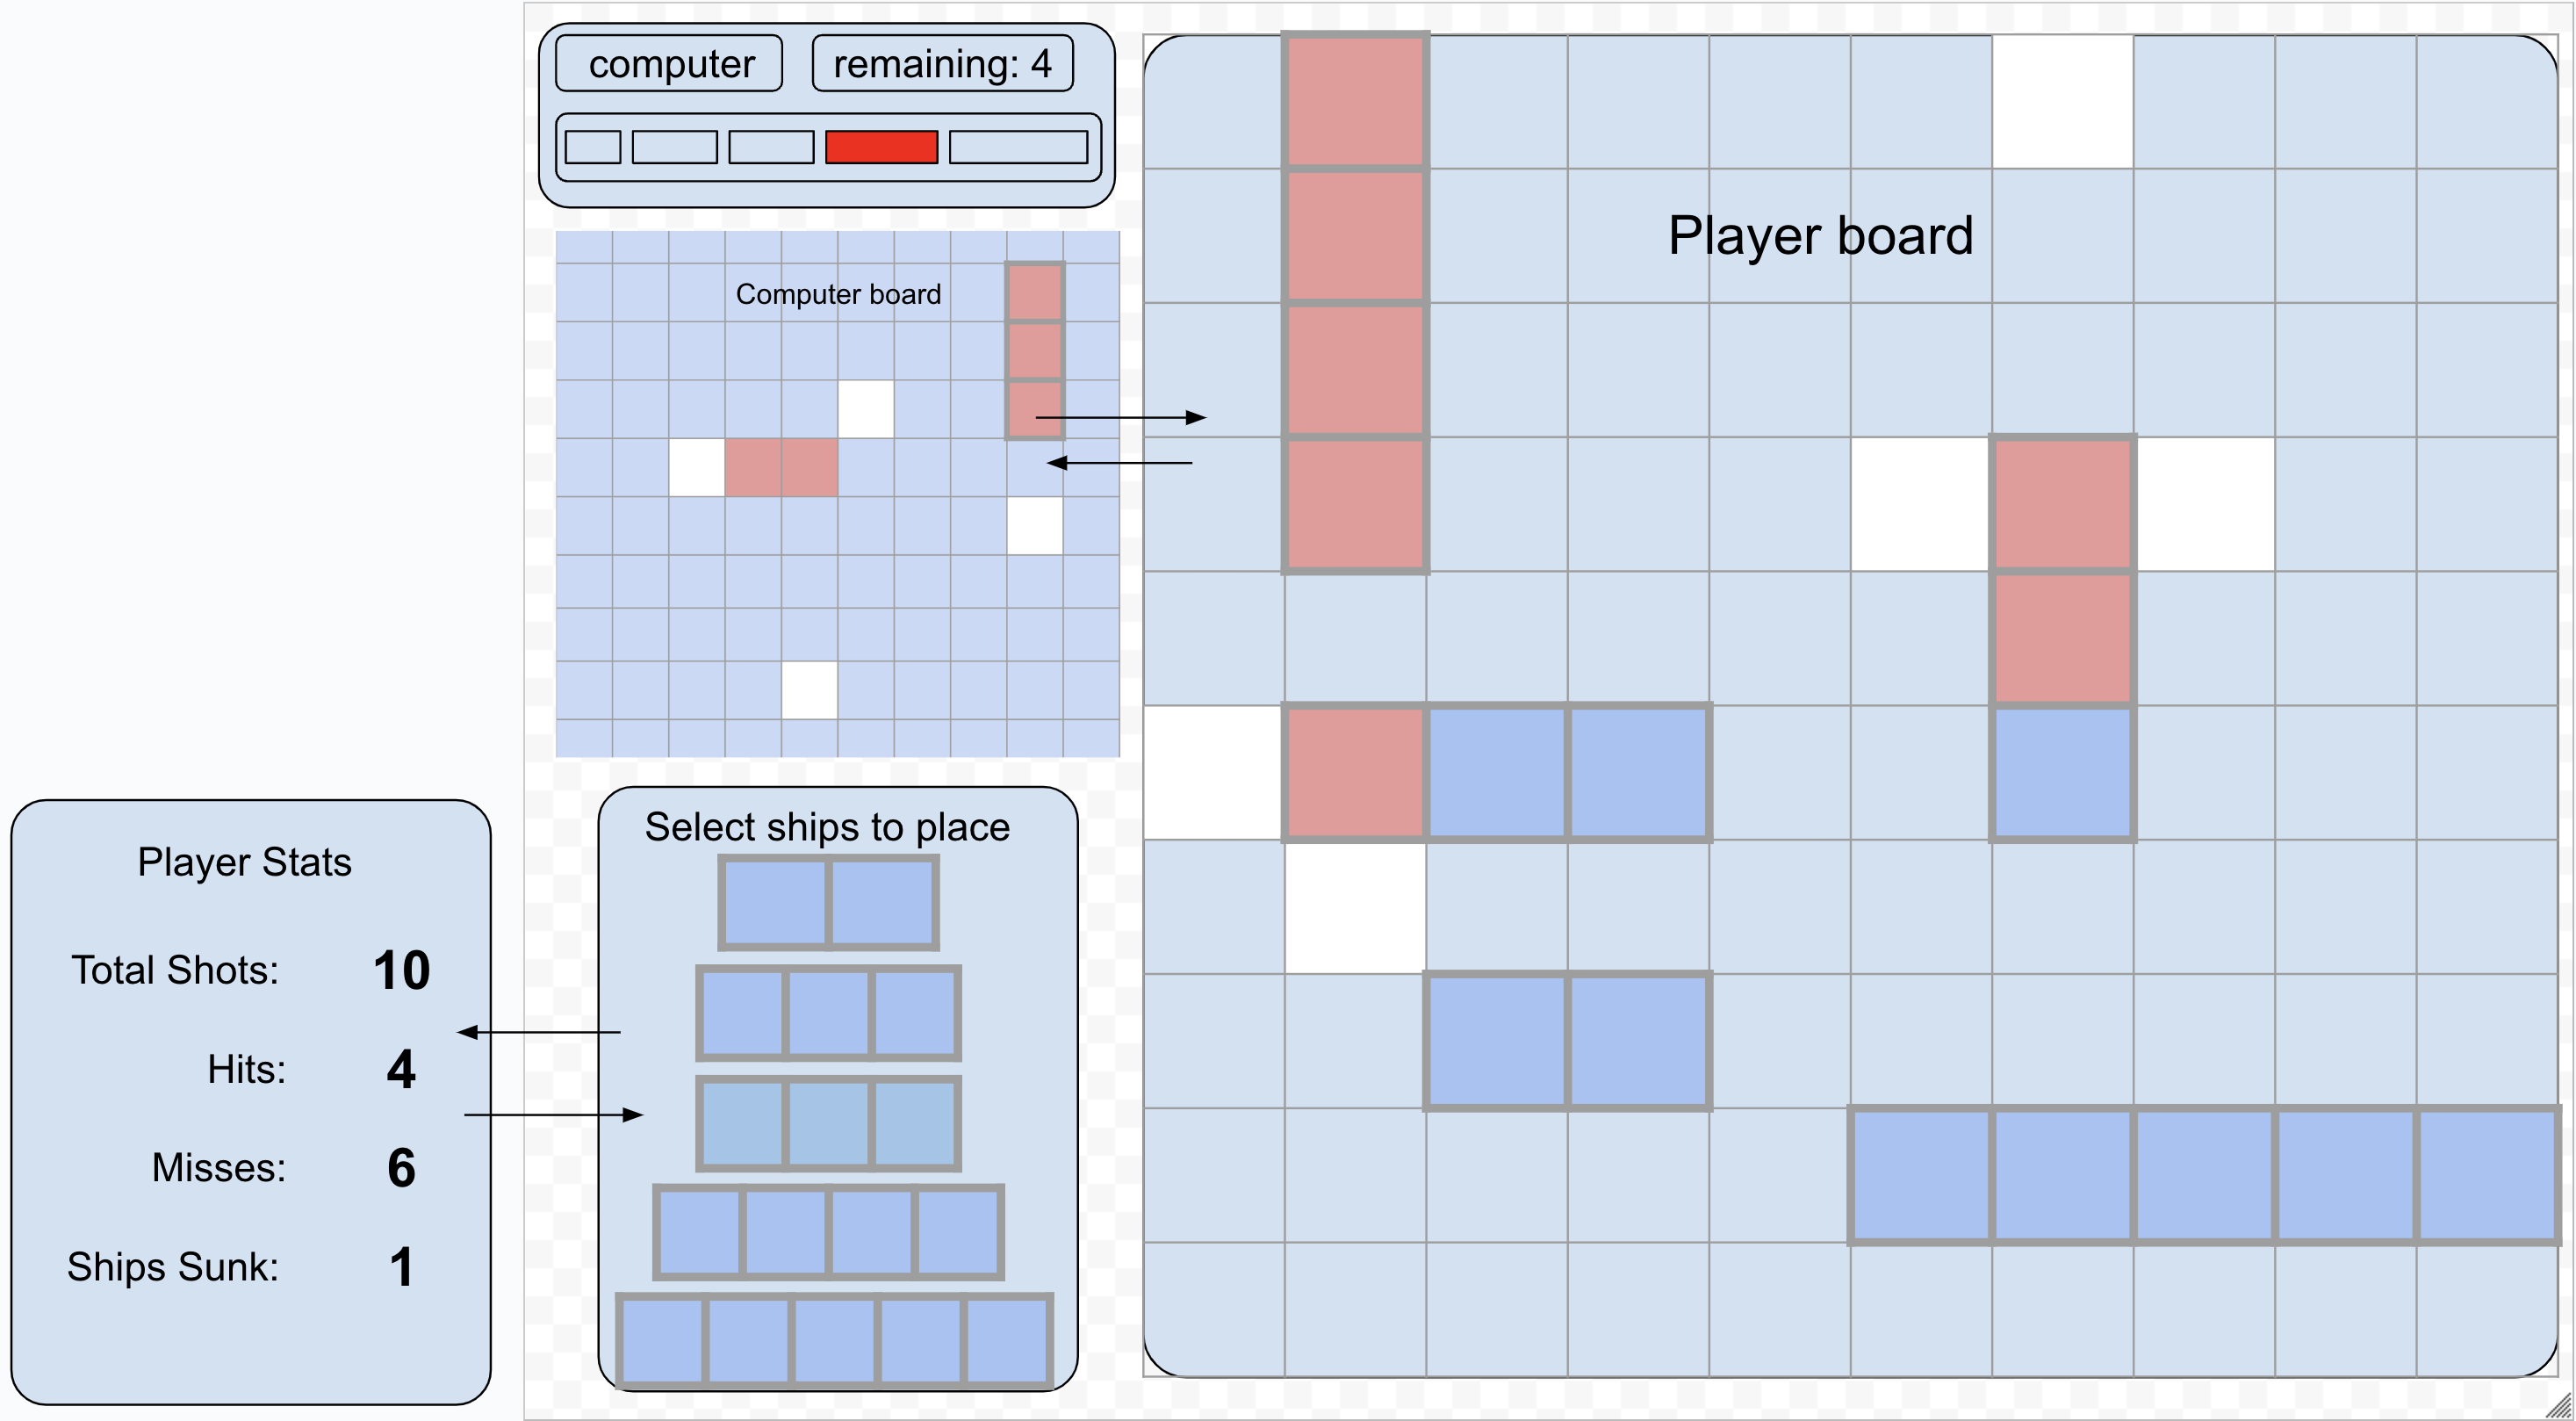 computer
remaining: 4
Computer board
Player board
Select ships to place
Player Stats
Total Shots: 10
Hits: 4
Misses: 6
Ships Sunk: 1